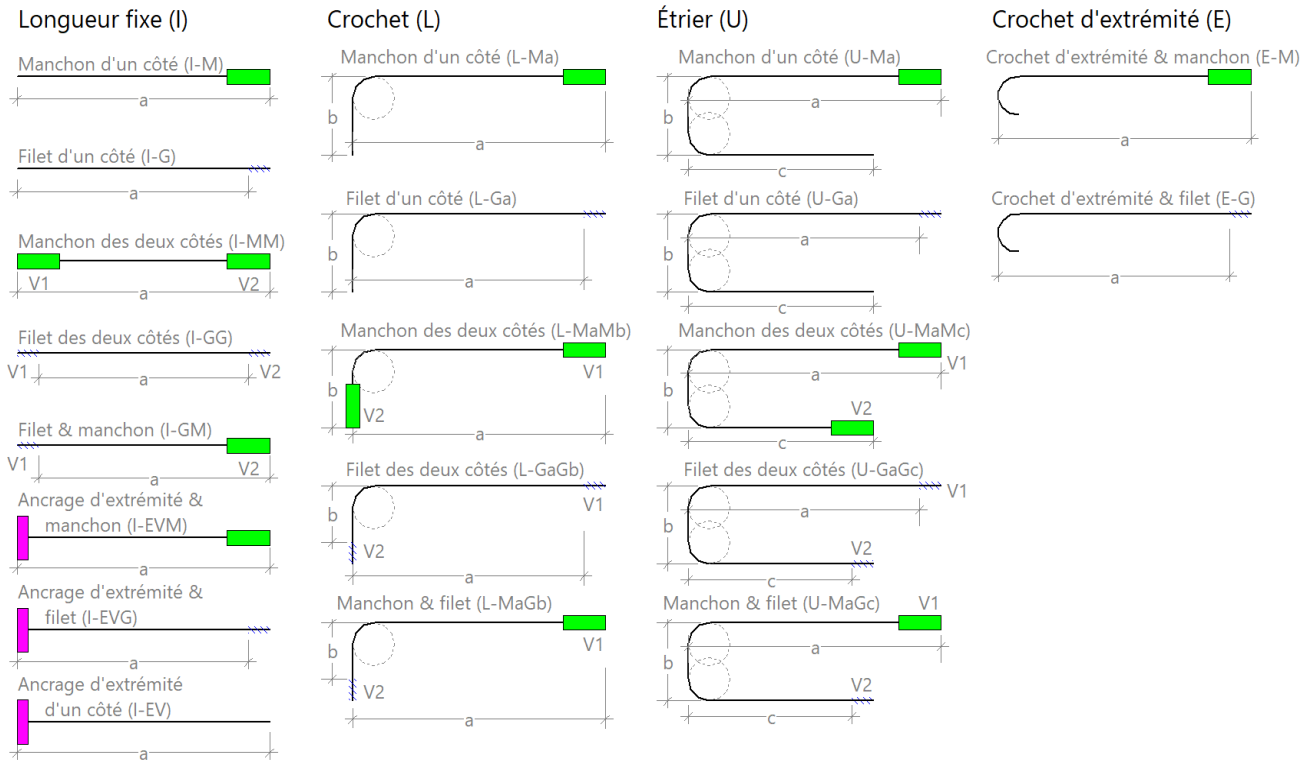 Longueur fixe (I)
Manchon d'un côté (I-M)
a
Filet d'un côté (I-G)
a
Manchon des deux côtés (I-MM)
V1
a
V2
Filet des deux côtés (I-GG)
V1
a
V2
Filet & manchon (I-GM)
V1
a
V2
Ancrage d'extrémité &
manchon (I-EVM)
a
Ancrage d'extrémité &
filet (I-EVG)
a
Ancrage d'extrémité
d'un côté (I-EV)
a
Crochet (L)
Manchon d'un côté (L-Ma)
b
a
Filet d'un côté (L-Ga)
b
a
Manchon des deux côtés (L-MaMb)
V1
b
V2
a
Filet des deux côtés (L-GaGb)
V1
b
V2
a
Manchon & filet (L-MaGb)
V1
b
V2
a
Étrier (U)
Manchon d'un côté (U-Ma)
a
b
c
Filet d'un côté (U-Ga)
a
b
c
Manchon des deux côtés (U-MaMc)
V1
a
b
V2
c
Filet des deux côtés (U-GaGc)
V1
a
b
V2
c
Manchon & filet (U-MaGc)
V1
a
b
V2
c
Crochet d'extrémité (E)
Crochet d'extrémité & manchon (E-M)
a
Crochet d'extrémité & filet (E-G)
a